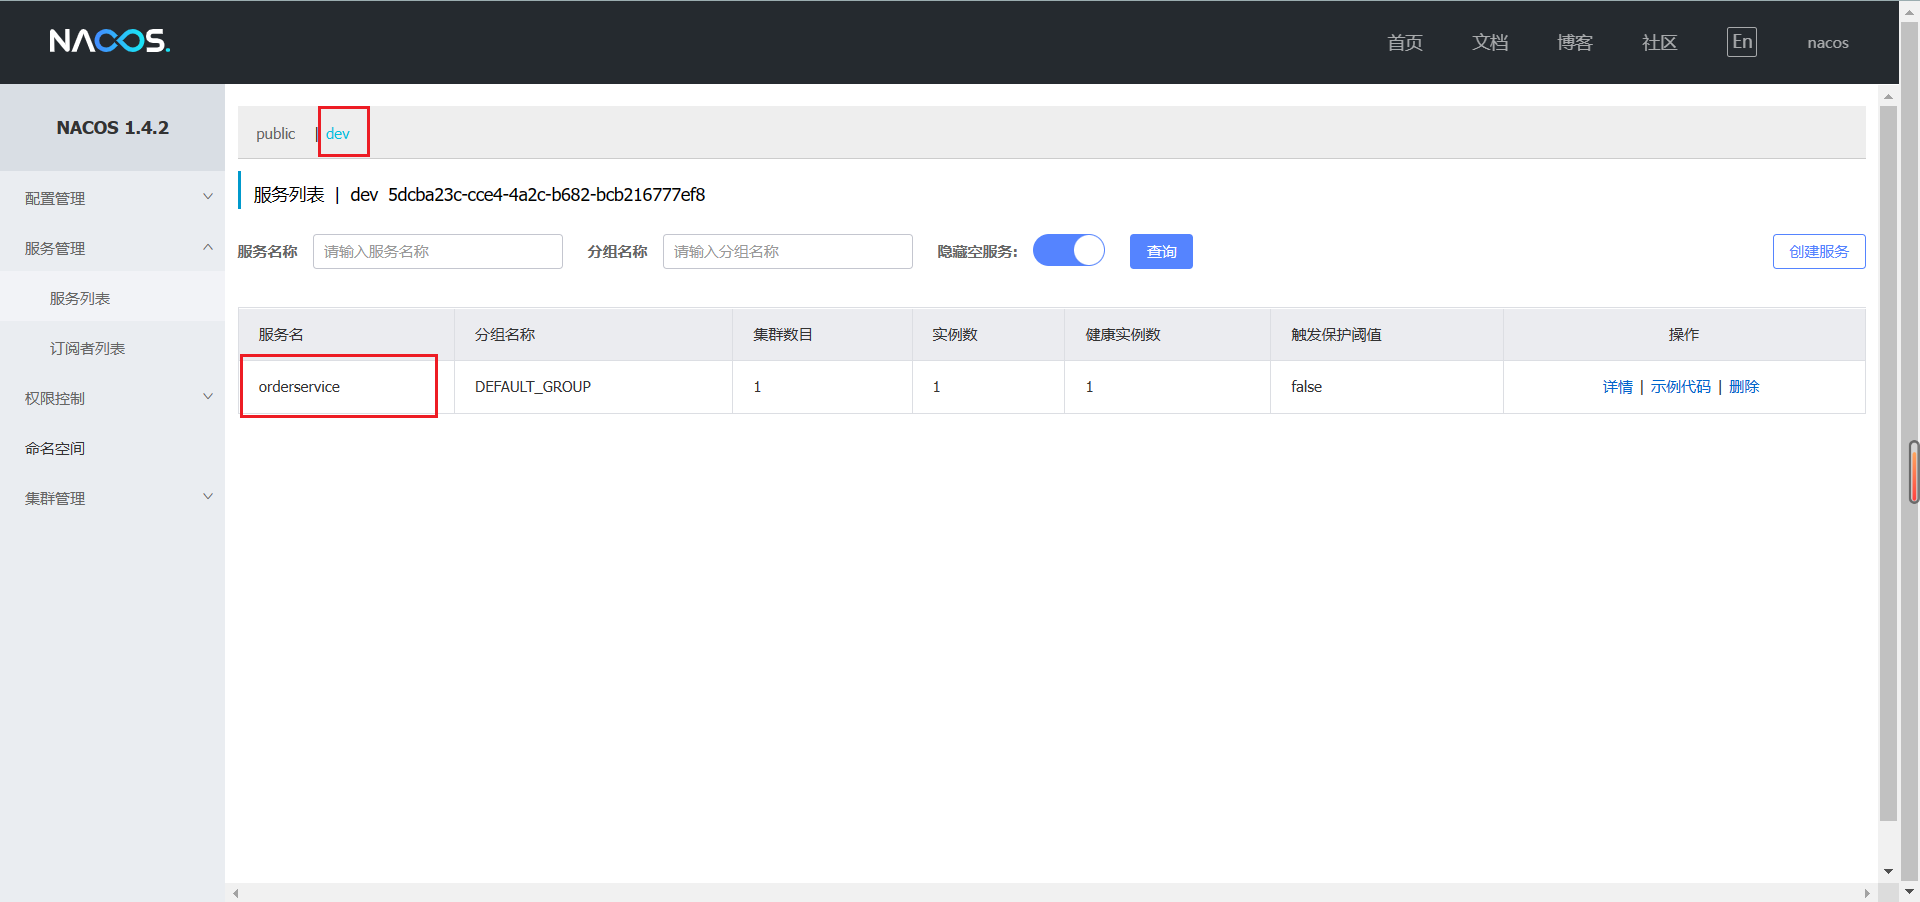 NACOS.
首页 文档 博客 社区 En nacos
NACOS 1.4.2
配置管理
服务管理
服务列表
订阅者列表
权限控制
命名空间
集群管理
public | dev
服务列表 | dev 5dcba23c-cce4-4a2c-b682-bcb216777ef8
服务名称 请输入服务名称 分组名称 请输入分组名称 隐藏空服务: 查询 创建服务
服务名 分组名称 集群数目 实例数 健康实例数 触发保护阈值 操作
orderservice DEFAULT_GROUP 1 1 1 false 详情 | 示例代码 | 删除